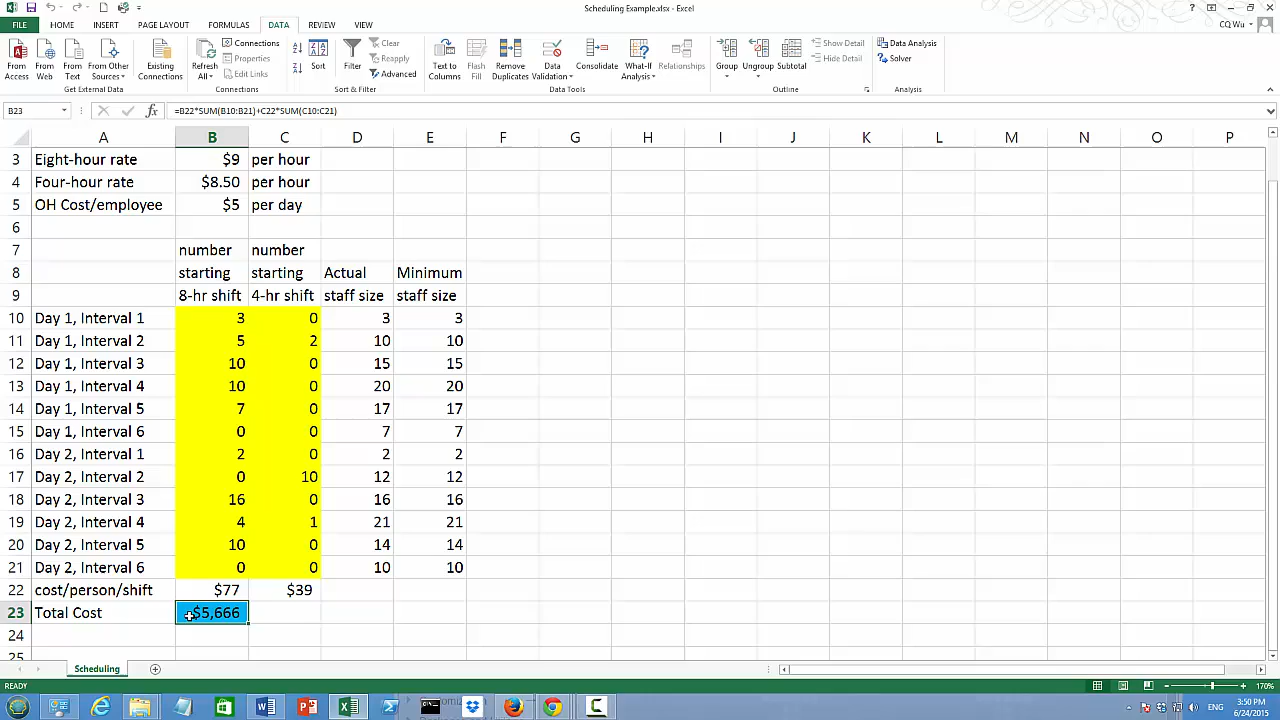 Scheduling Example.xlsx - Excel
FILE HOME INSERT PAGE LAYOUT FORMULAS DATA REVIEW VIEW CQ Wu
From Access
From Web
From Text
From Other Sources
Existing Connections
Refresh All
Connections
Properties
Edit Links
Sort
Filter
Clear
Reapply
Advanced
Text to Columns
Flash Fill
Remove Duplicates
Data Validation
Consolidate
What-If Analysis
Relationships
Group
Ungroup
Subtotal
Show Detail
Hide Detail
Data Analysis
Solver
Get External Data Connections Sort & Filter Data Tools Outline Analysis
B23 fx =B22*SUM(B10:B21)+C22*SUM(C10:C21)
A B C D E F G H I J K L M N O P
3 Eight-hour rate $9 per hour
4 Four-hour rate $8.50 per hour
5 OH Cost/employee $5 per day
6
7 number number
8 starting starting Actual Minimum
9 8-hr shift 4-hr shift staff size staff size
10 Day 1, Interval 1 3 0 3 3
11 Day 1, Interval 2 5 2 10 10
12 Day 1, Interval 3 10 0 15 15
13 Day 1, Interval 4 10 0 20 20
14 Day 1, Interval 5 7 0 17 17
15 Day 1, Interval 6 0 0 7 7
16 Day 2, Interval 1 2 0 2 2
17 Day 2, Interval 2 0 10 12 12
18 Day 2, Interval 3 16 0 16 16
19 Day 2, Interval 4 4 1 21 21
20 Day 2, Interval 5 10 0 14 14
21 Day 2, Interval 6 0 0 10 10
22 cost/person/shift $77 $39
23 Total Cost $5,666
24
25
Scheduling
READY 170%
ENG 3:50 PM
6/24/2015